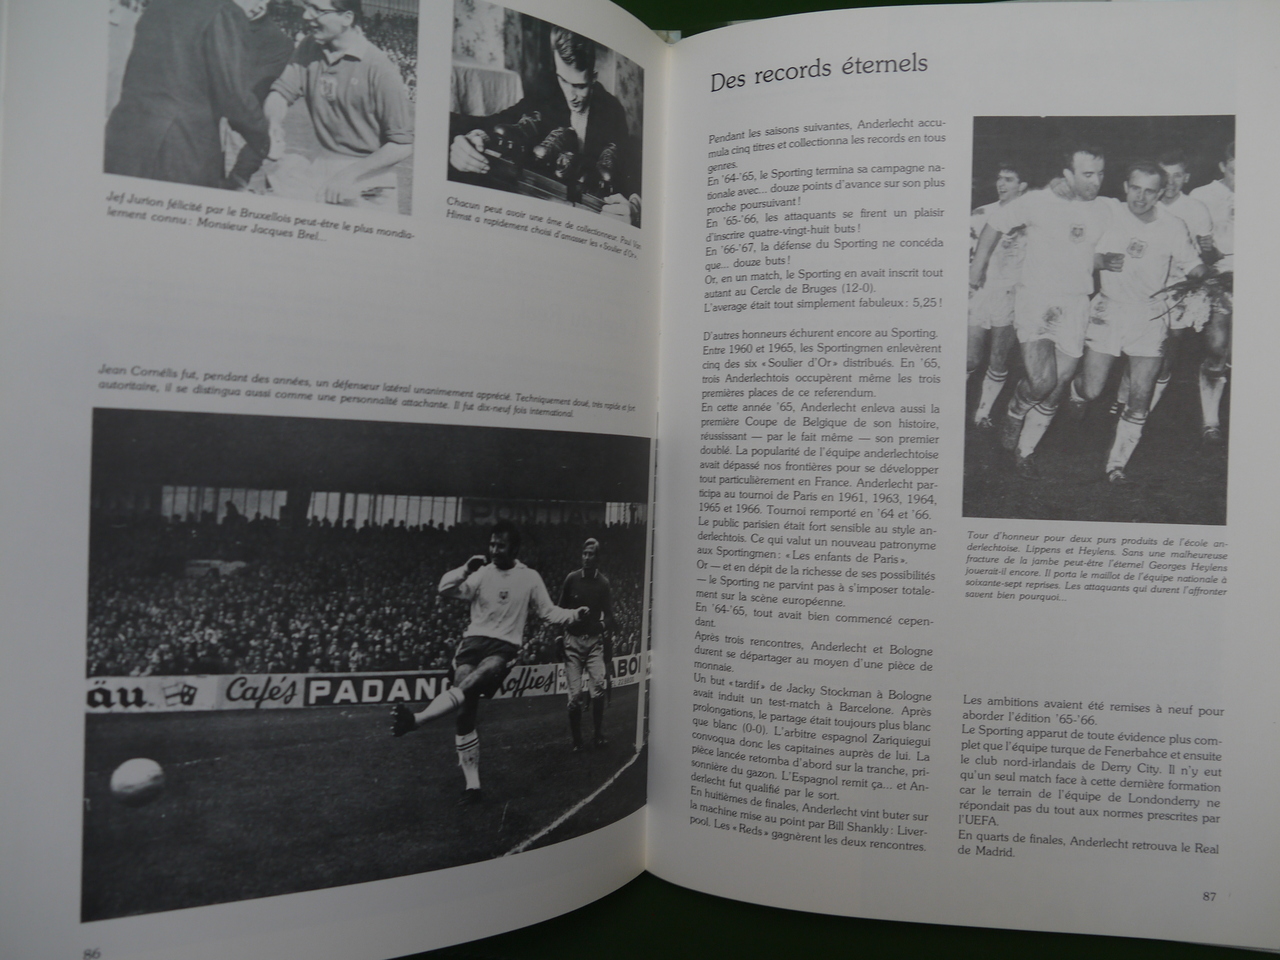 Jef Jurion félicité par le Bruxellois peut-être le plus mondia-
lement connu : Monsieur Jacques Brel...
Chacun peut avoir une âme de collectionneur. Paul Van
Himst a rapidement choisi d'amasser les « Soulier d'Or ».
Jean Cornélis fut, pendant des années, un défenseur latéral unanimement apprécié. Techniquement doué, très rapide et fort
autoritaire, il se distingua aussi comme une personnalité attachante. Il fut dix-neuf fois international.
äu.
Cafés
PADANG
Koffies
86
Des records éternels
Pendant les saisons suivantes, Anderlecht accu-
mula cinq titres et collectionna les records en tous
genres.
En '64-'65, le Sporting termina sa campagne na-
tionale avec... douze points d'avance sur son plus
proche poursuivant !
En '65-'66, les attaquants se firent un plaisir
d'inscrire quatre-vingt-huit buts !
En '66-'67, la défense du Sporting ne concéda
que... douze buts !
Or, en un match, le Sporting en avait inscrit tout
autant au Cercle de Bruges (12-0).
L'average était tout simplement fabuleux : 5,25 !
D'autres honneurs échurent encore au Sporting.
Entre 1960 et 1965, les Sportingmen enlevèrent
cinq des six « Soulier d'Or » distribués. En '65,
trois Anderlechtois occupèrent même les trois
premières places de ce referendum.
En cette année '65, Anderlecht enleva aussi la
première Coupe de Belgique de son histoire,
réussissant — par le fait même — son premier
doublé. La popularité de l'équipe anderlechtoise
avait dépassé nos frontières pour se développer
tout particulièrement en France. Anderlecht par-
ticipa au tournoi de Paris en 1961, 1963, 1964,
1965 et 1966. Tournoi remporté en '64 et '66.
Le public parisien était fort sensible au style an-
derlechtois. Ce qui valut un nouveau patronyme
aux Sportingmen : « Les enfants de Paris ».
Or — et en dépit de la richesse de ses possibilités
— le Sporting ne parvint pas à s'imposer totale-
ment sur la scène européenne.
En '64-'65, tout avait bien commencé cepen-
dant.
Après trois rencontres, Anderlecht et Bologne
durent se départager au moyen d'une pièce de
monnaie.
Un but « tardif » de Jacky Stockman à Bologne
avait induit un test-match à Barcelone. Après
prolongations, le partage était toujours plus blanc
que blanc (0-0). L'arbitre espagnol Zariquiegui
convoqua donc les capitaines auprès de lui. La
pièce lancée retomba d'abord sur la tranche, pri-
sonnière du gazon. L'Espagnol remit ça... et An-
derlecht fut qualifié par le sort.
En huitièmes de finales, Anderlecht vint buter sur
la machine mise au point par Bill Shankly : Liver-
pool. Les « Reds » gagnèrent les deux rencontres.
Tour d'honneur pour deux purs produits de l'école an-
derlechtoise. Lippens et Heylens. Sans une malheureuse
fracture de la jambe peut-être l'éternel Georges Heylens
jouerait-il encore. Il porta le maillot de l'équipe nationale à
soixante-sept reprises. Les attaquants qui durent l'affronter
savent bien pourquoi...
Les ambitions avaient été remises à neuf pour
aborder l'édition '65-'66.
Le Sporting apparut de toute évidence plus com-
plet que l'équipe turque de Fenerbahce et ensuite
le club nord-irlandais de Derry City. Il n'y eut
qu'un seul match face à cette dernière formation
car le terrain de l'équipe de Londonderry ne
répondait pas du tout aux normes prescrites par
l'UEFA.
En quarts de finales, Anderlecht retrouva le Real
de Madrid.
87